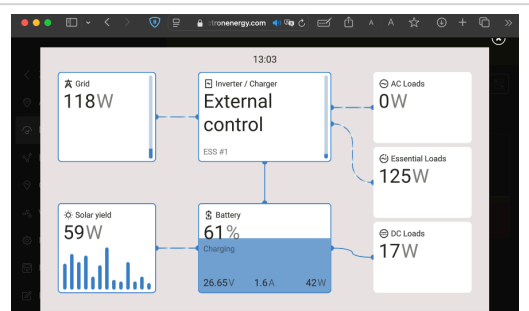 tronenergy.com
A A
13:03
Grid
118W
Inverter / Charger
External
control
ESS #1
AC Loads
0W
Essential Loads
125W
Solar yield
59W
Battery
61%
Charging
26.65V 1.6A 42W
DC Loads
17W